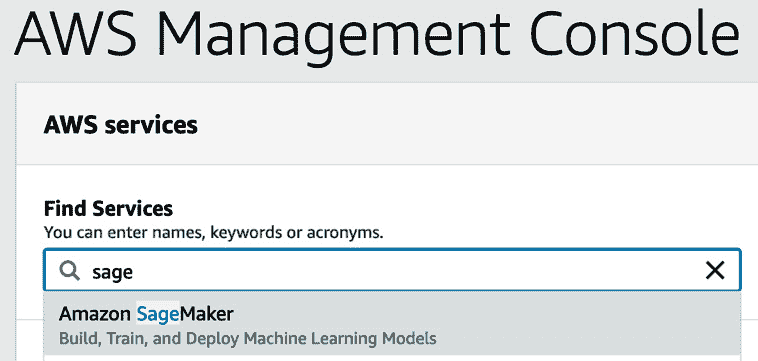 AWS Management Console
AWS services
Find Services
You can enter names, keywords or acronyms.
sage
Amazon SageMaker
Build, Train, and Deploy Machine Learning Models